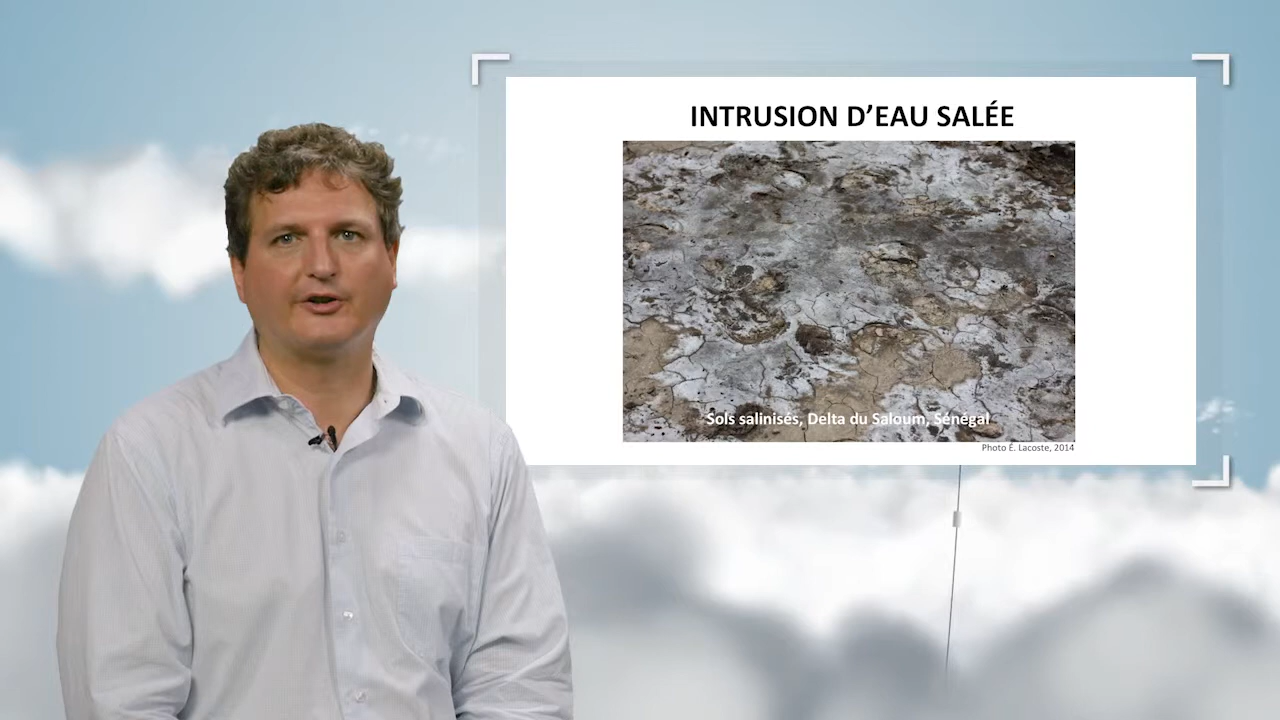 INTRUSION D’EAU SALÉE
Sols salinisés, Delta du Saloum, Sénégal
Photo É. Lacoste, 2014